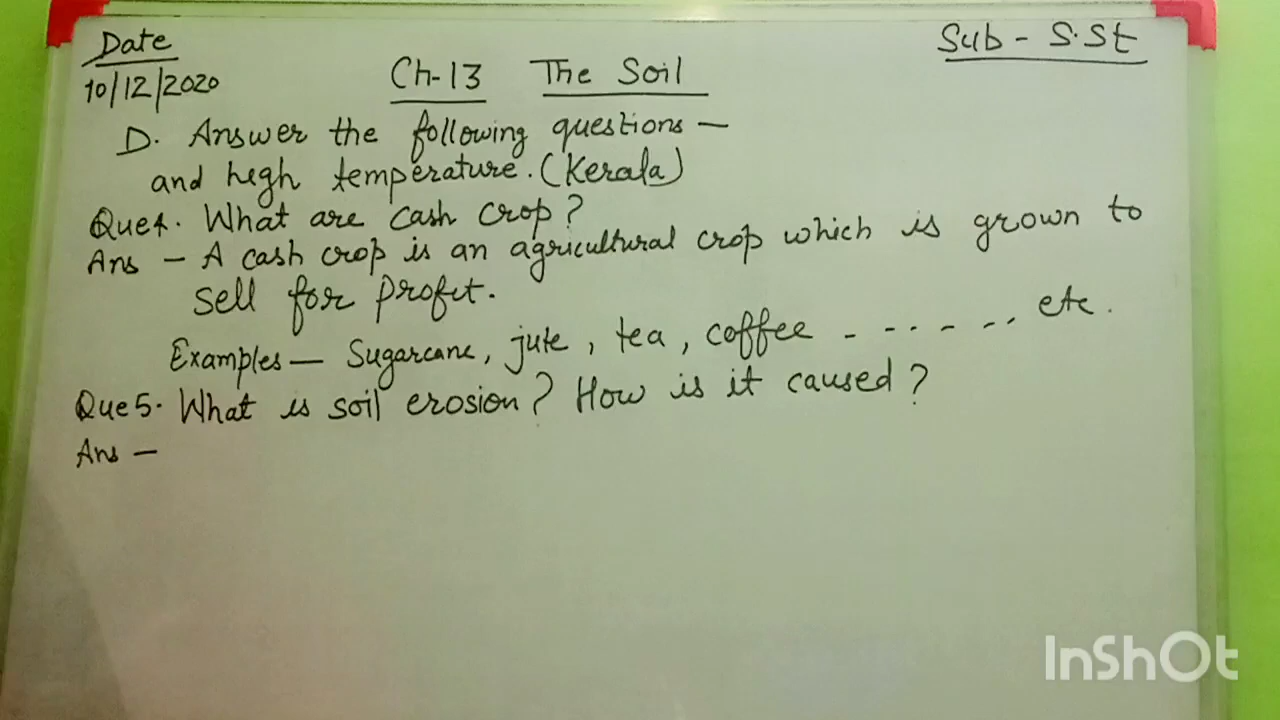 Date
Sub - S.St
10/12/2020
Ch-13 The Soil
D. Answer the following questions —
and high temperature. (Kerala)
Que4. What are cash crop?
Ans - A cash crop is an agricultural crop which is grown to
sell for profit.
Examples — Sugarcane, jute, tea, coffee - - - - - - etc.
Que5. What is soil erosion? How is it caused?
Ans —
InShOt